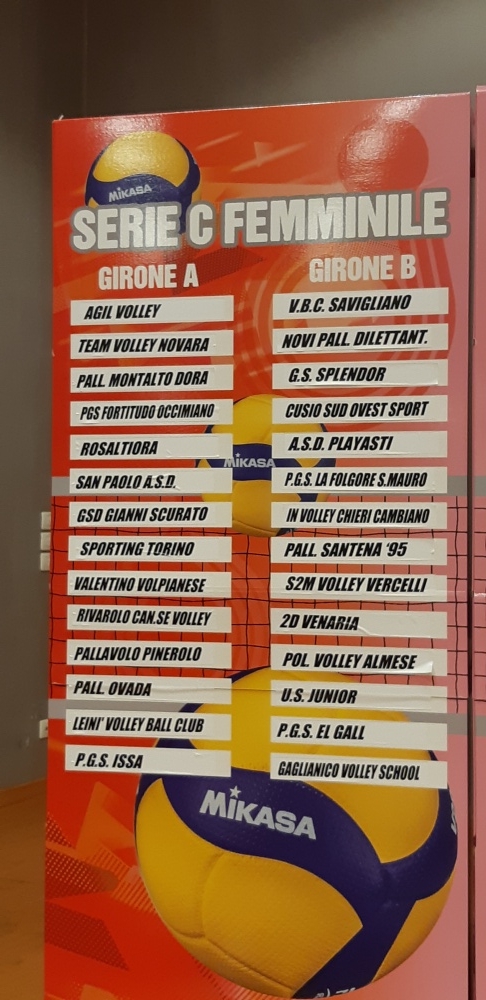 MIKASA
SERIE C FEMMINILE
GIRONE A
AGIL VOLLEY
TEAM VOLLEY NOVARA
PALL. MONTALTO DORA
PGS FORTITUDO OCCIMIANO
ROSALTIORA
SAN PAOLO A.S.D.
GSD GIANNI SCURATO
SPORTING TORINO
VALENTINO VOLPIANESE
RIVAROLO CAN.SE VOLLEY
PALLAVOLO PINEROLO
PALL. OVADA
LEINI' VOLLEY BALL CLUB
P.G.S. ISSA
GIRONE B
V.B.C. SAVIGLIANO
NOVI PALL. DILETTANT.
G.S. SPLENDOR
CUSIO SUD OVEST SPORT
A.S.D. PLAYASTI
P.G.S. LA FOLGORE S.MAURO
IN VOLLEY CHIERI CAMBIANO
PALL. SANTENA '95
S2M VOLLEY VERCELLI
2D VENARIA
POL. VOLLEY ALMESE
U.S. JUNIOR
P.G.S. EL GALL
GAGLIANICO VOLLEY SCHOOL
MIKASA
MIKASA